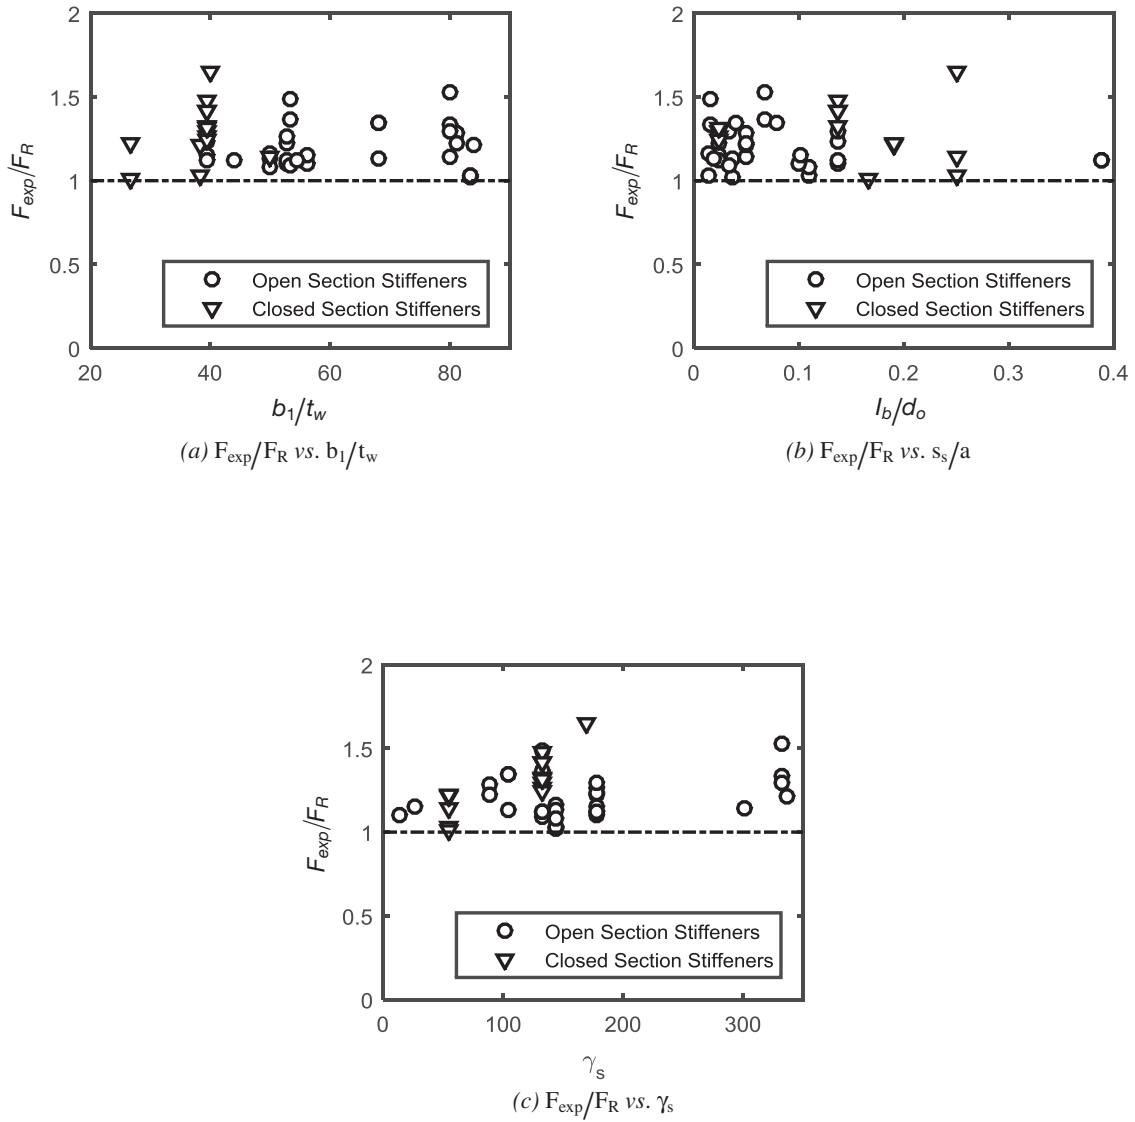 2
1.5
1
0.5
0
F_exp/F_R
Open Section Stiffeners
Closed Section Stiffeners
20 40 60 80
b_1/t_w
(a) F_exp/F_R vs. b_1/t_w
2
1.5
1
0.5
0
F_exp/F_R
Open Section Stiffeners
Closed Section Stiffeners
0 0.1 0.2 0.3 0.4
l_b/d_o
(b) F_exp/F_R vs. s_s/a
2
1.5
1
0.5
0
F_exp/F_R
Open Section Stiffeners
Closed Section Stiffeners
0 100 200 300
γ_s
(c) F_exp/F_R vs. γ_s